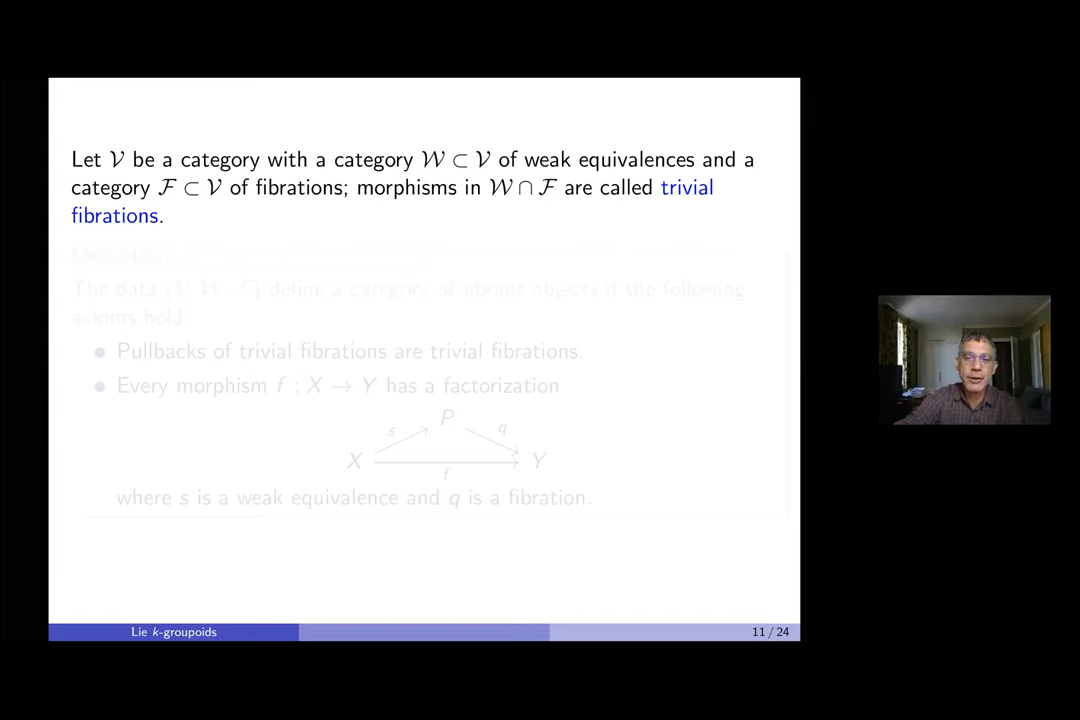 Let 𝒱 be a category with a category 𝒲 ⊂ 𝒱 of weak equivalences and a
category ℱ ⊂ 𝒱 of fibrations; morphisms in 𝒲 ∩ ℱ are called trivial
fibrations.
Definition
The data (𝒱, 𝒲, ℱ) define a category of fibrant objects if the following
axioms hold:
● Pullbacks of trivial fibrations are trivial fibrations.
● Every morphism f : X → Y has a factorization
P
s q
X Y
f
where s is a weak equivalence and q is a fibration.
Lie k-groupoids 11 / 24